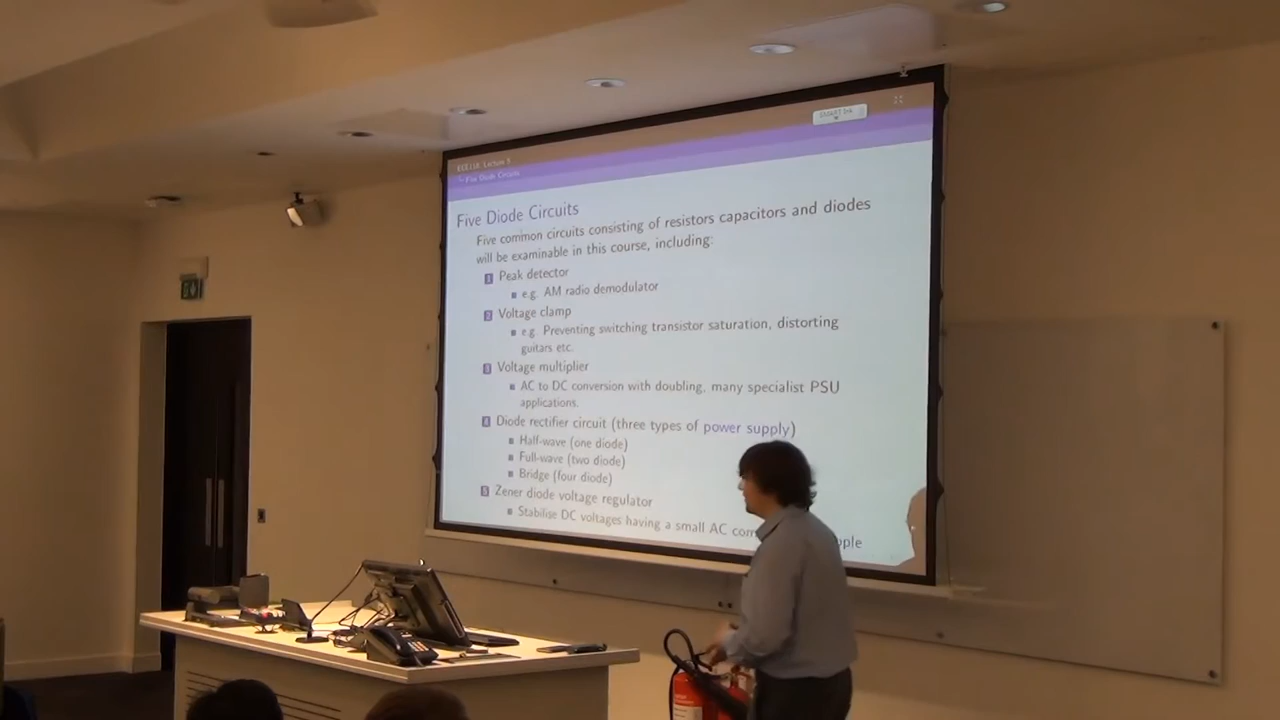 Lecture 5
Five Diode Circuits
Five Diode Circuits
Five common circuits consisting of resistors capacitors and diodes
will be examinable in this course, including:
1 Peak detector
e.g. AM radio demodulator
2 Voltage clamp
e.g. Preventing switching transistor saturation, distorting
guitars etc.
3 Voltage multiplier
AC to DC conversion with doubling, many specialist PSU
applications.
4 Diode rectifier circuit (three types of power supply)
Half-wave (one diode)
Full-wave (two diode)
Bridge (four diode)
5 Zener diode voltage regulator
Stabilise DC voltages having a small AC com